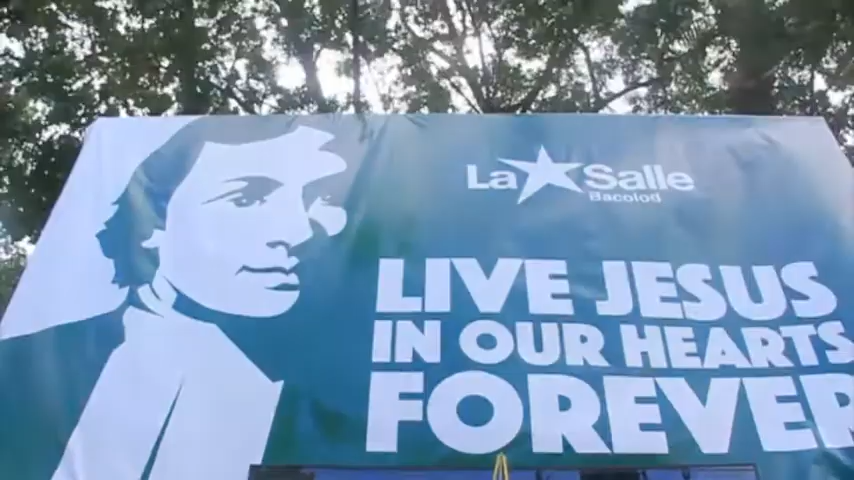 La Salle
Bacolod
LIVE JESUS
IN OUR HEARTS
FOREVER